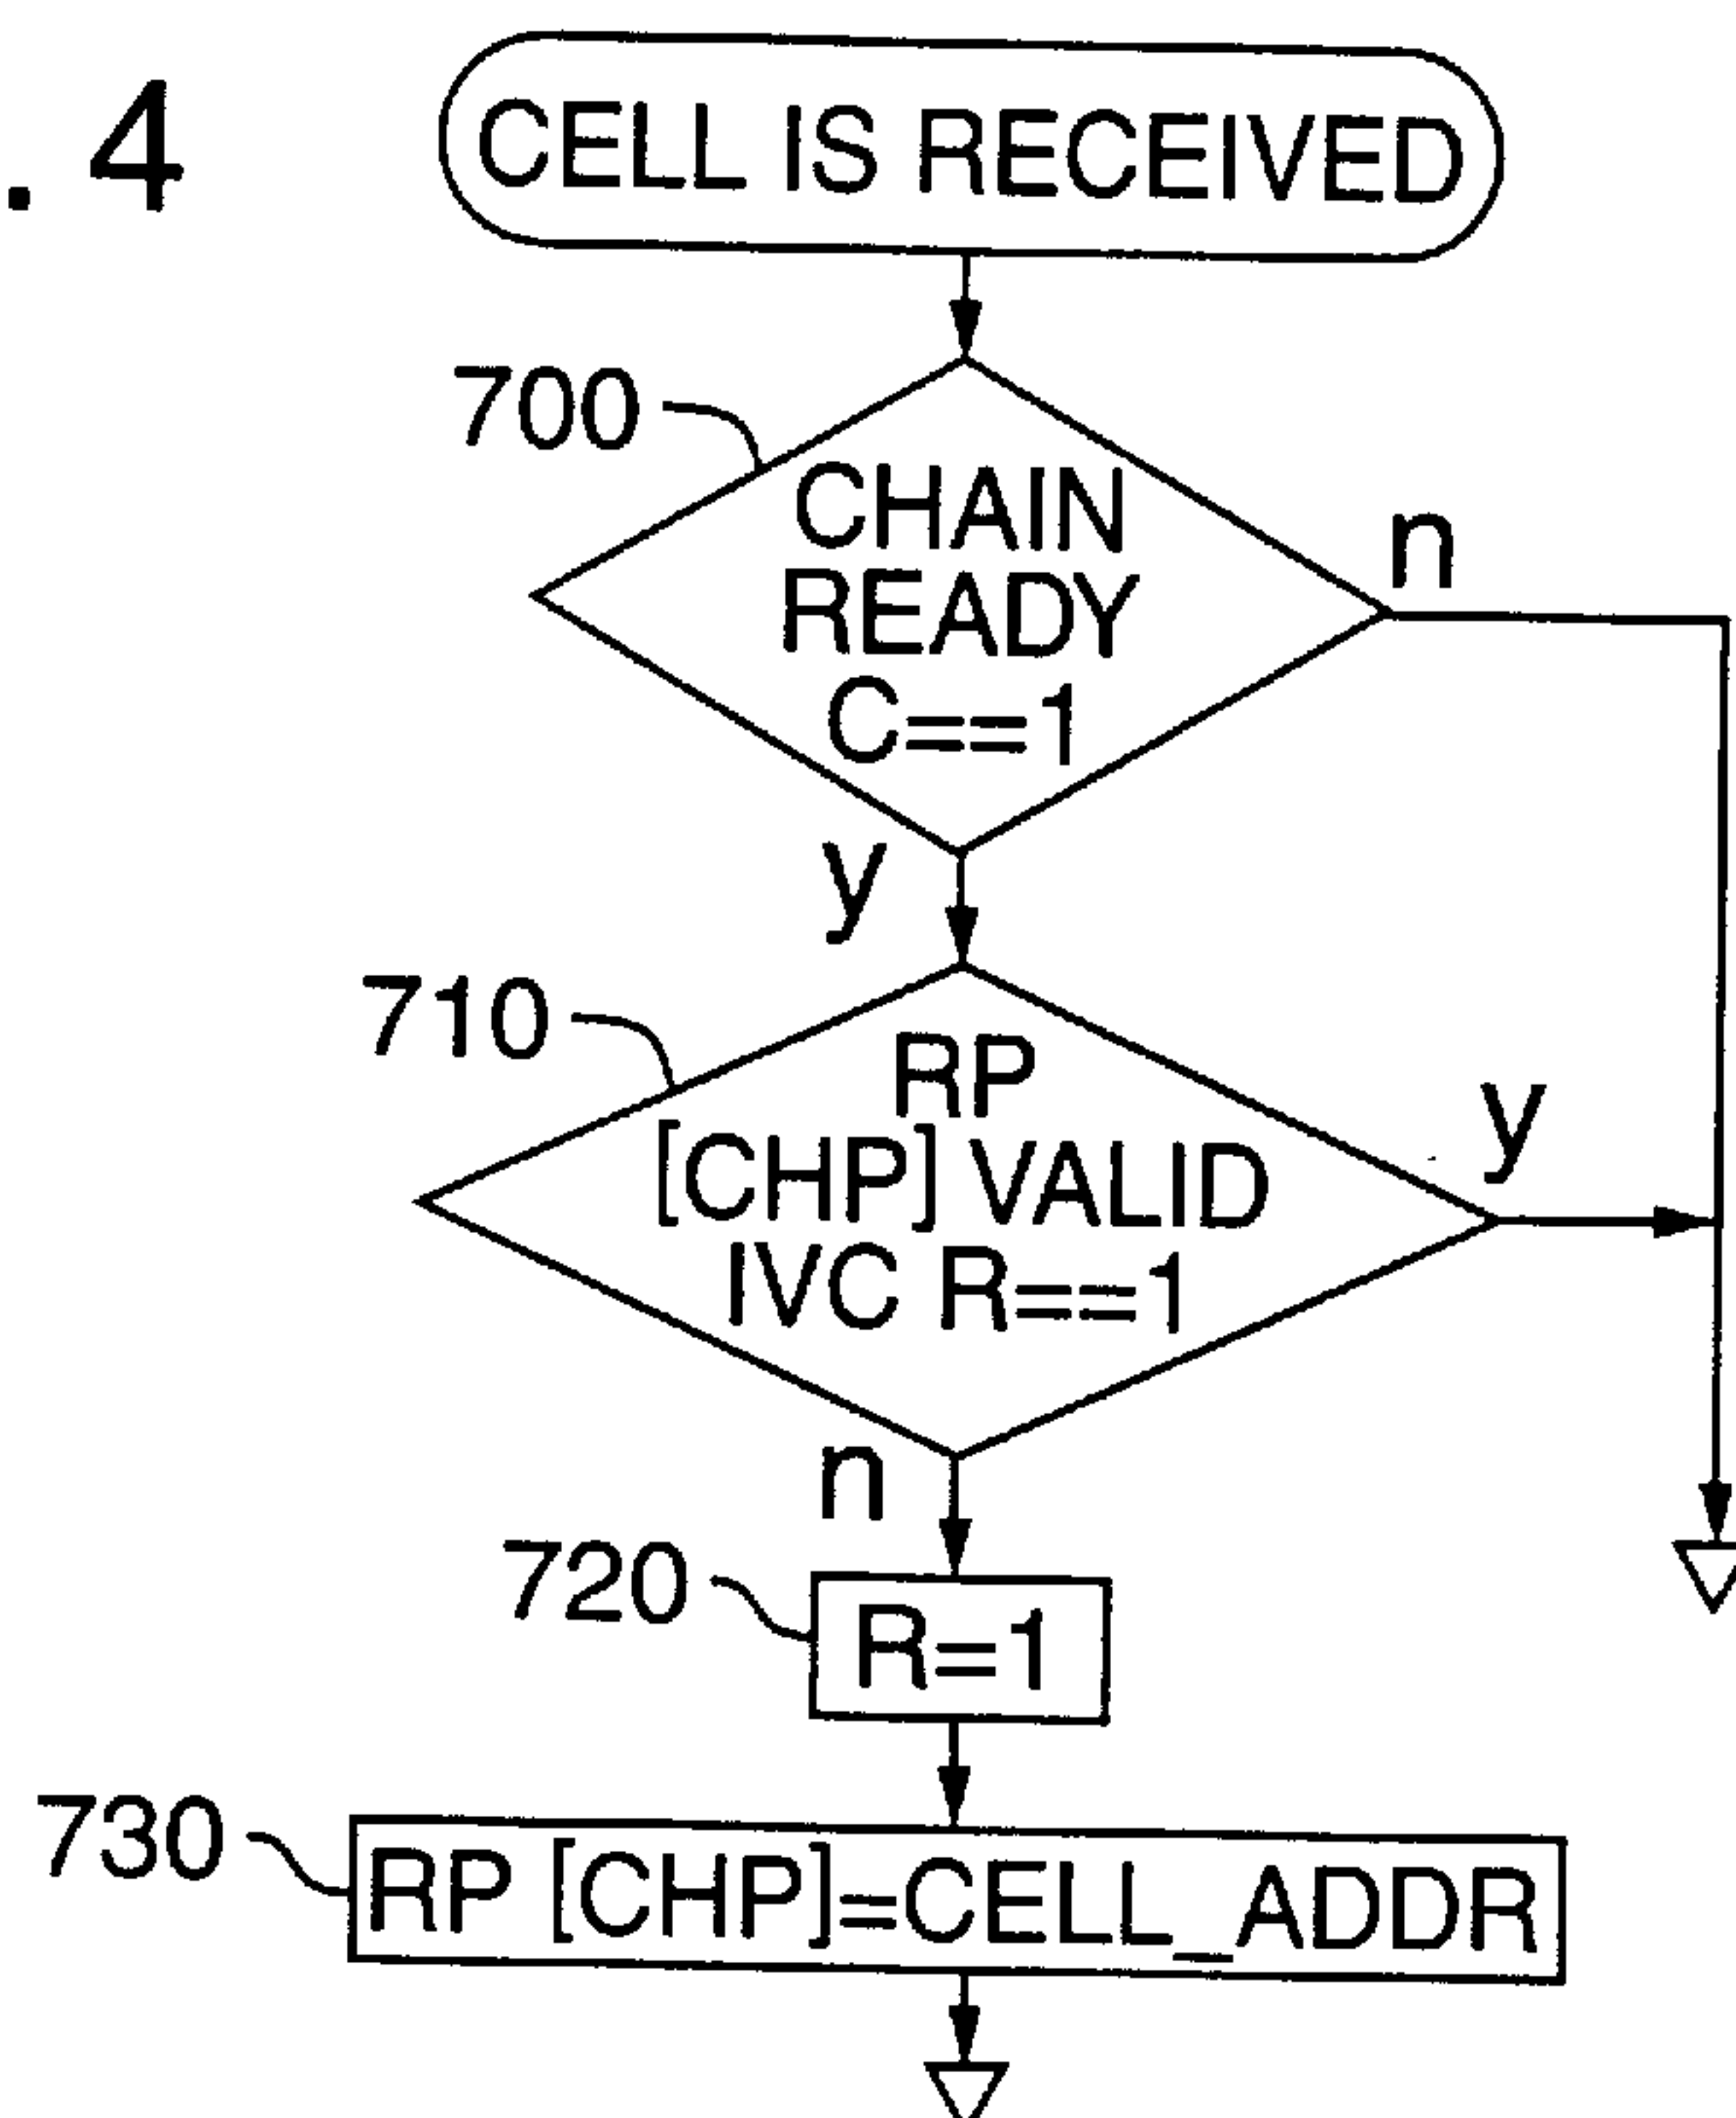 . 4
CELL IS RECEIVED
700
CHAIN
READY
C==1
n
y
710
RP
[CHP] VALID
IVC R==1
y
n
720
R=1
730
RP [CHP]=CELL_ADDR